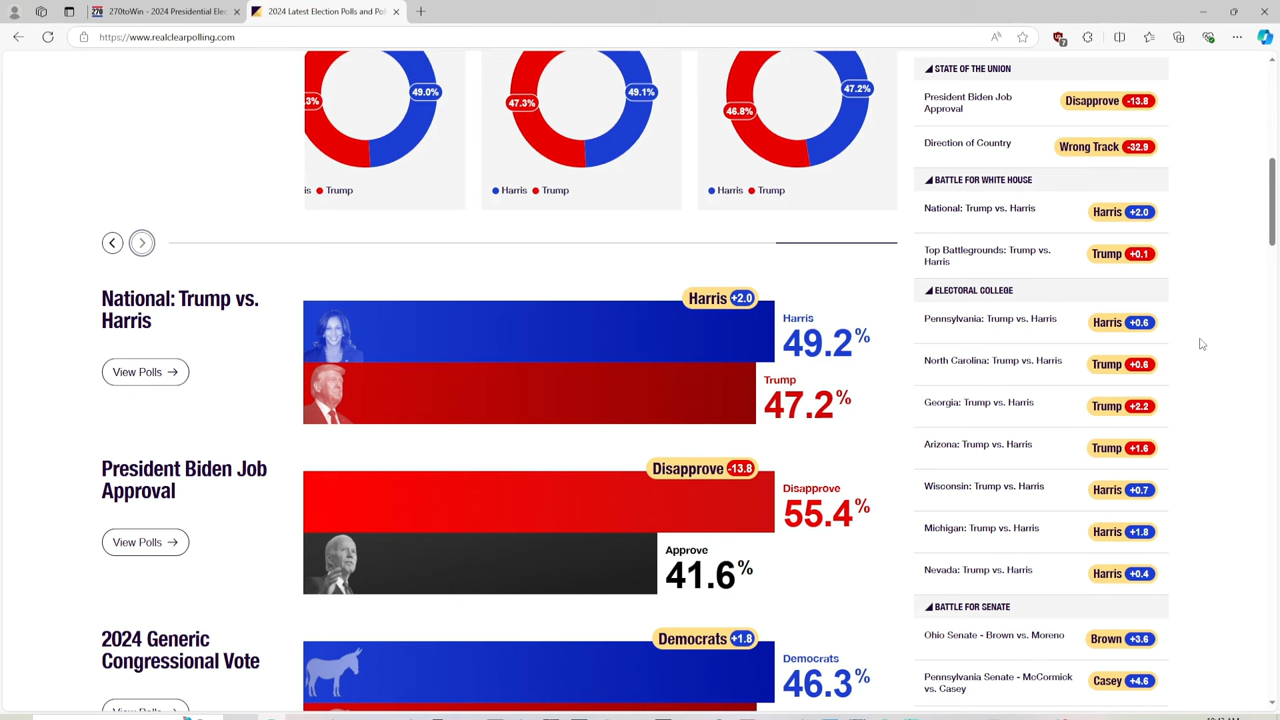 270toWin - 2024 Presidential Elec
2024 Latest Election Polls and Pol
https://www.realclearpolling.com
7
.3%
49.0%
47.3%
49.1%
46.8%
47.2%
is Trump
Harris Trump
Harris Trump
National: Trump vs.
Harris
View Polls →
Harris +2.0
Harris
49.2%
Trump
47.2%
President Biden Job
Approval
View Polls →
Disapprove -13.8
Disapprove
55.4%
Approve
41.6%
2024 Generic
Congressional Vote
View Polls
Democrats +1.8
Democrats
46.3%
STATE OF THE UNION
President Biden Job
Approval
Disapprove -13.8
Direction of Country
Wrong Track -32.9
BATTLE FOR WHITE HOUSE
National: Trump vs. Harris
Harris +2.0
Top Battlegrounds: Trump vs.
Harris
Trump +0.1
ELECTORAL COLLEGE
Pennsylvania: Trump vs. Harris
Harris +0.6
North Carolina: Trump vs. Harris
Trump +0.6
Georgia: Trump vs. Harris
Trump +2.2
Arizona: Trump vs. Harris
Trump +1.6
Wisconsin: Trump vs. Harris
Harris +0.7
Michigan: Trump vs. Harris
Harris +1.8
Nevada: Trump vs. Harris
Harris +0.4
BATTLE FOR SENATE
Ohio Senate - Brown vs. Moreno
Brown +3.6
Pennsylvania Senate - McCormick
vs. Casey
Casey +4.6